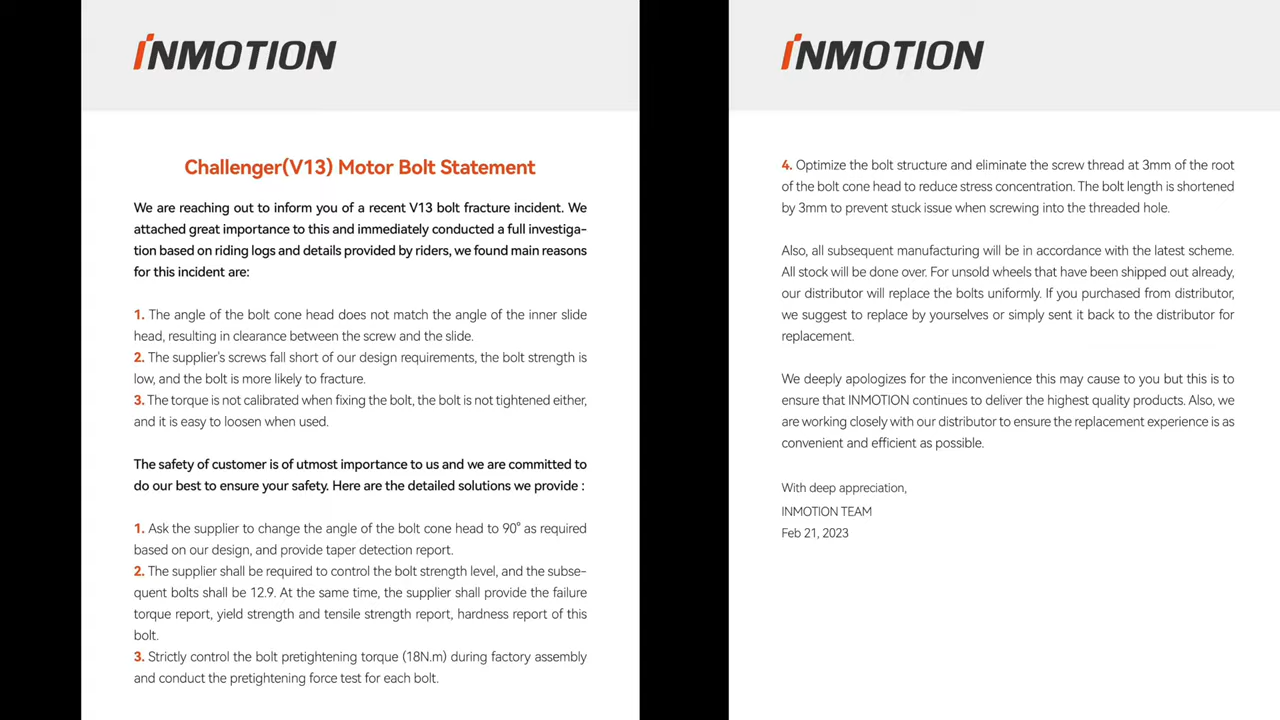 iNMOTION
Challenger(V13) Motor Bolt Statement
We are reaching out to inform you of a recent V13 bolt fracture incident. We
attached great importance to this and immediately conducted a full investiga-
tion based on riding logs and details provided by riders, we found main reasons
for this incident are:
1. The angle of the bolt cone head does not match the angle of the inner slide
head, resulting in clearance between the screw and the slide.
2. The supplier's screws fall short of our design requirements, the bolt strength is
low, and the bolt is more likely to fracture.
3. The torque is not calibrated when fixing the bolt, the bolt is not tightened either,
and it is easy to loosen when used.
The safety of customer is of utmost importance to us and we are committed to
do our best to ensure your safety. Here are the detailed solutions we provide :
1. Ask the supplier to change the angle of the bolt cone head to 90° as required
based on our design, and provide taper detection report.
2. The supplier shall be required to control the bolt strength level, and the subse-
quent bolts shall be 12.9. At the same time, the supplier shall provide the failure
torque report, yield strength and tensile strength report, hardness report of this
bolt.
3. Strictly control the bolt pretightening torque (18N.m) during factory assembly
and conduct the pretightening force test for each bolt.
iNMOTION
4. Optimize the bolt structure and eliminate the screw thread at 3mm of the root
of the bolt cone head to reduce stress concentration. The bolt length is shortened
by 3mm to prevent stuck issue when screwing into the threaded hole.
Also, all subsequent manufacturing will be in accordance with the latest scheme.
All stock will be done over. For unsold wheels that have been shipped out already,
our distributor will replace the bolts uniformly. If you purchased from distributor,
we suggest to replace by yourselves or simply sent it back to the distributor for
replacement.
We deeply apologizes for the inconvenience this may cause to you but this is to
ensure that INMOTION continues to deliver the highest quality products. Also, we
are working closely with our distributor to ensure the replacement experience is as
convenient and efficient as possible.
With deep appreciation,
INMOTION TEAM
Feb 21, 2023